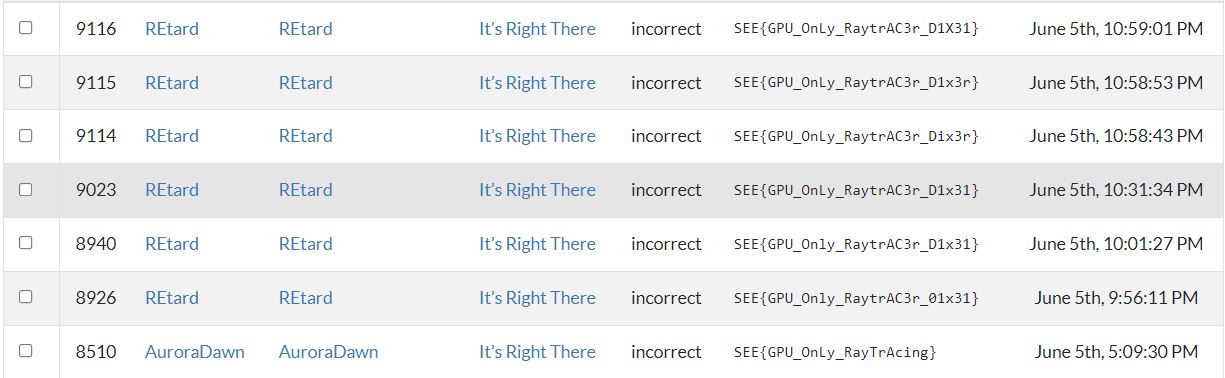 9116 REtard REtard It's Right There incorrect SEE{GPU_OnLy_RaytrAC3r_D1X31} June 5th, 10:59:01 PM
9115 REtard REtard It's Right There incorrect SEE{GPU_OnLy_RaytrAC3r_D1x3r} June 5th, 10:58:53 PM
9114 REtard REtard It's Right There incorrect SEE{GPU_OnLy_RaytrAC3r_Dix3r} June 5th, 10:58:43 PM
9023 REtard REtard It's Right There incorrect SEE{GPU_OnLy_RaytrAC3r_D1x31} June 5th, 10:31:34 PM
8940 REtard REtard It's Right There incorrect SEE{GPU_Only_RaytrAC3r_D1x31} June 5th, 10:01:27 PM
8926 REtard REtard It's Right There incorrect SEE{GPU_Only_RaytrAC3r_01x31} June 5th, 9:56:11 PM
8510 AuroraDawn AuroraDawn It's Right There incorrect SEE{GPU_OnLy_RayTrAcing} June 5th, 5:09:30 PM